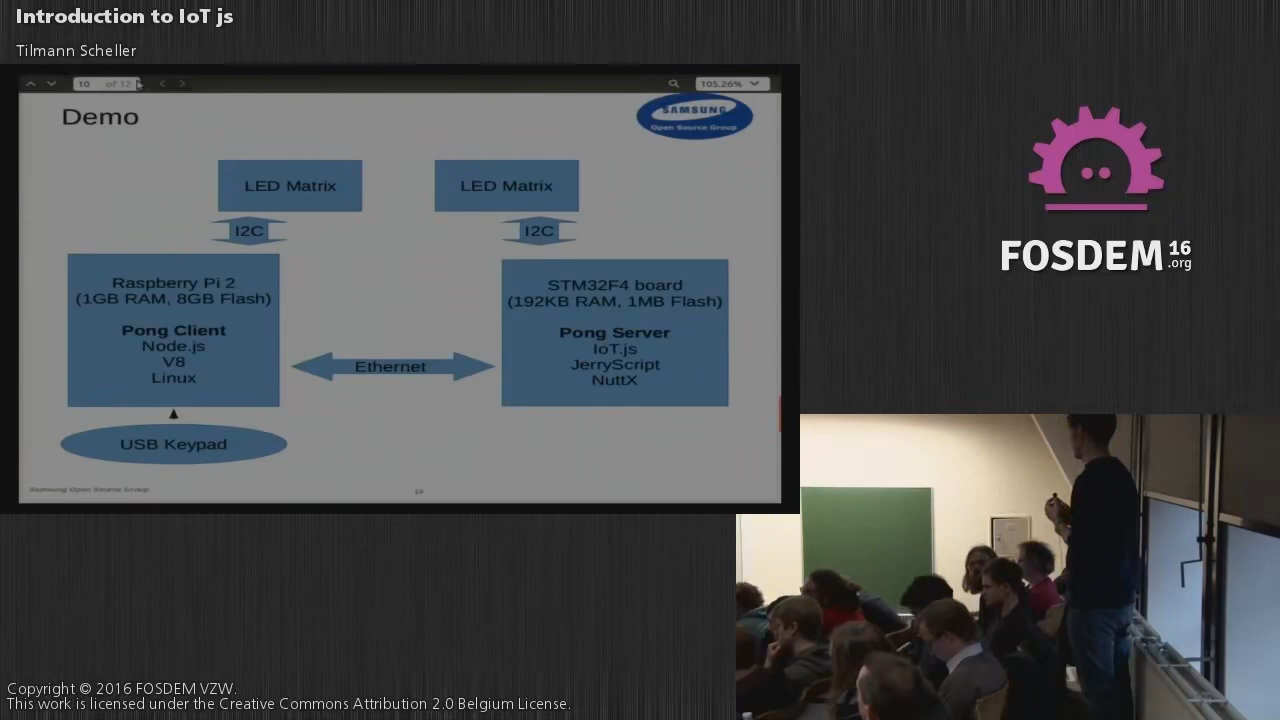 Introduction to IoT js
Tilmann Scheller
10 of 12
105.26%
Demo
SAMSUNG
Open Source Group
LED Matrix
LED Matrix
I2C
I2C
Raspberry Pi 2
(1GB RAM, 8GB Flash)
Pong Client
Node.js
V8
Linux
Ethernet
STM32F4 board
(192KB RAM, 1MB Flash)
Pong Server
IoT.js
JerryScript
NuttX
USB Keypad
Samsung Open Source Group
10
FOSDEM 16
.org
Copyright © 2016 FOSDEM VZW.
This work is licensed under the Creative Commons Attribution 2.0 Belgium License.